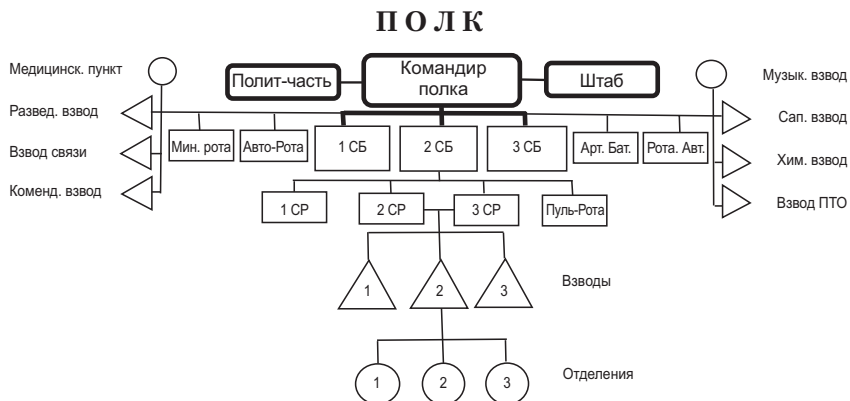 ПОЛК
Медицинск. пункт
Полит-часть
Командир
полка
Штаб
Музык. взвод
Развед. взвод
Сап. взвод
Мин. рота
Авто-Рота
1 СБ
2 СБ
3 СБ
Арт. Бат.
Рота. Авт.
Взвод связи
Хим. взвод
Коменд. взвод
Взвод ПТО
1 СР
2 СР
3 СР
Пуль-Рота
1
2
3
Взводы
1
2
3
Отделения